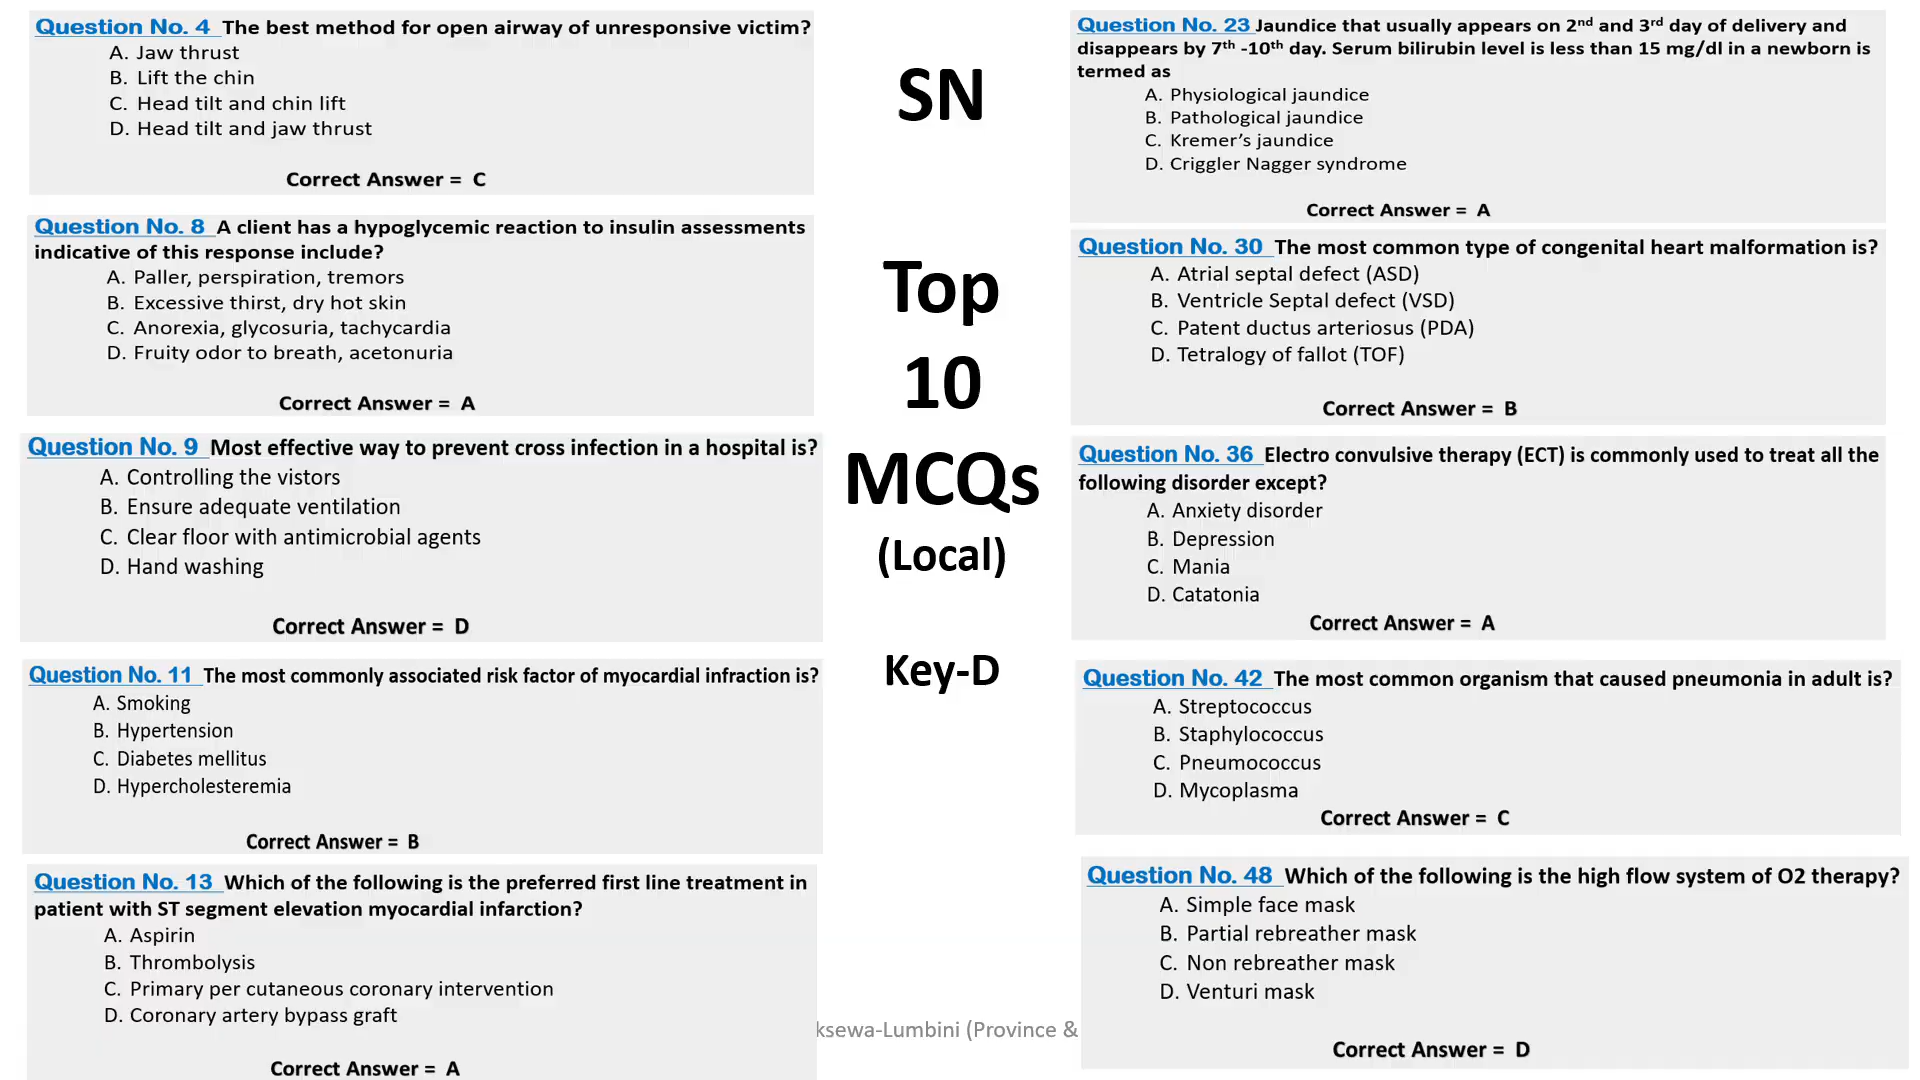 Question No. 4 The best method for open airway of unresponsive victim?
A. Jaw thrust
B. Lift the chin
C. Head tilt and chin lift
D. Head tilt and jaw thrust
Correct Answer = C
Question No. 8 A client has a hypoglycemic reaction to insulin assessments
indicative of this response include?
A. Paller, perspiration, tremors
B. Excessive thirst, dry hot skin
C. Anorexia, glycosuria, tachycardia
D. Fruity odor to breath, acetonuria
Correct Answer = A
Question No. 9 Most effective way to prevent cross infection in a hospital is?
A. Controlling the vistors
B. Ensure adequate ventilation
C. Clear floor with antimicrobial agents
D. Hand washing
Correct Answer = D
Question No. 11 The most commonly associated risk factor of myocardial infraction is?
A. Smoking
B. Hypertension
C. Diabetes mellitus
D. Hypercholesteremia
Correct Answer = B
Question No. 13 Which of the following is the preferred first line treatment in
patient with ST segment elevation myocardial infarction?
A. Aspirin
B. Thrombolysis
C. Primary per cutaneous coronary intervention
D. Coronary artery bypass graft
Correct Answer = A
SN
Top
10
MCQs
(Local)
Key-D
ksewa-Lumbini (Province &
Question No. 23 Jaundice that usually appears on 2nd and 3rd day of delivery and
disappears by 7th -10th day. Serum bilirubin level is less than 15 mg/dl in a newborn is
termed as
A. Physiological jaundice
B. Pathological jaundice
C. Kremer’s jaundice
D. Criggler Nagger syndrome
Correct Answer = A
Question No. 30 The most common type of congenital heart malformation is?
A. Atrial septal defect (ASD)
B. Ventricle Septal defect (VSD)
C. Patent ductus arteriosus (PDA)
D. Tetralogy of fallot (TOF)
Correct Answer = B
Question No. 36 Electro convulsive therapy (ECT) is commonly used to treat all the
following disorder except?
A. Anxiety disorder
B. Depression
C. Mania
D. Catatonia
Correct Answer = A
Question No. 42 The most common organism that caused pneumonia in adult is?
A. Streptococcus
B. Staphylococcus
C. Pneumococcus
D. Mycoplasma
Correct Answer = C
Question No. 48 Which of the following is the high flow system of O2 therapy?
A. Simple face mask
B. Partial rebreather mask
C. Non rebreather mask
D. Venturi mask
Correct Answer = D